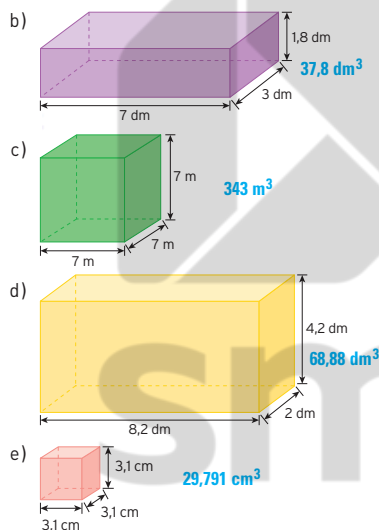 b)
1,8 dm
37,8 dm³
3 dm
7 dm
c)
7 m
343 m³
7 m
7 m
d)
4,2 dm
68,88 dm³
2 dm
8,2 dm
e)
3,1 cm
29,791 cm³
3,1 cm
3,1 cm
sm